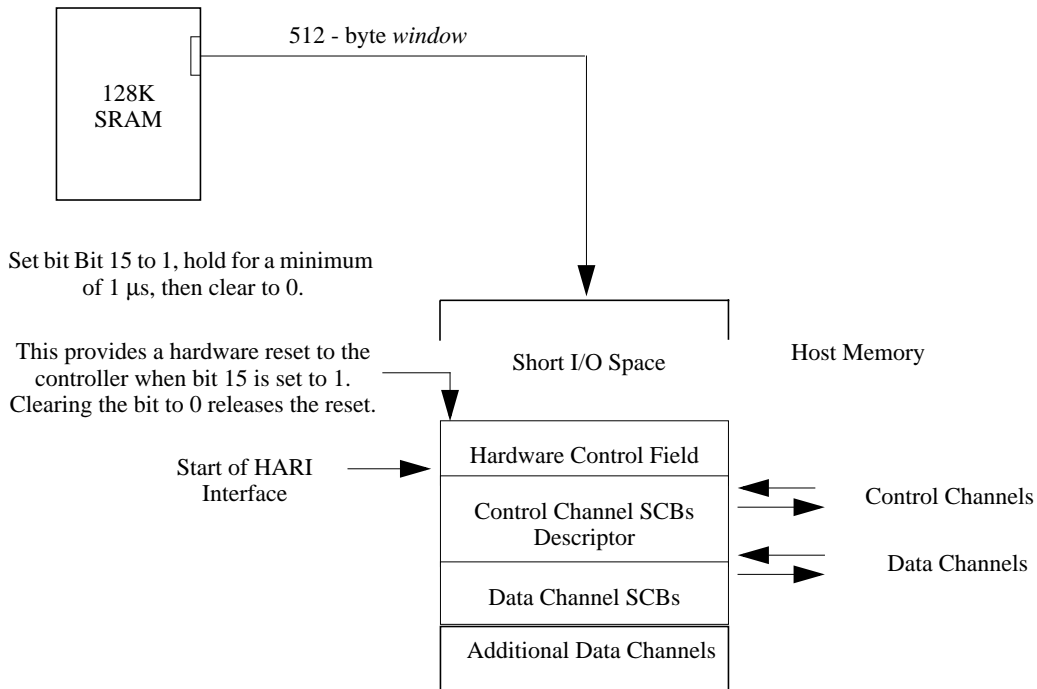 512 - byte window
128K
SRAM
Set bit Bit 15 to 1, hold for a minimum
of 1 μs, then clear to 0.
This provides a hardware reset to the
controller when bit 15 is set to 1.
Clearing the bit to 0 releases the reset.
Short I/O Space
Host Memory
Start of HARI
Interface
Hardware Control Field
Control Channel SCBs
Descriptor
Control Channels
Data Channels
Data Channel SCBs
Additional Data Channels